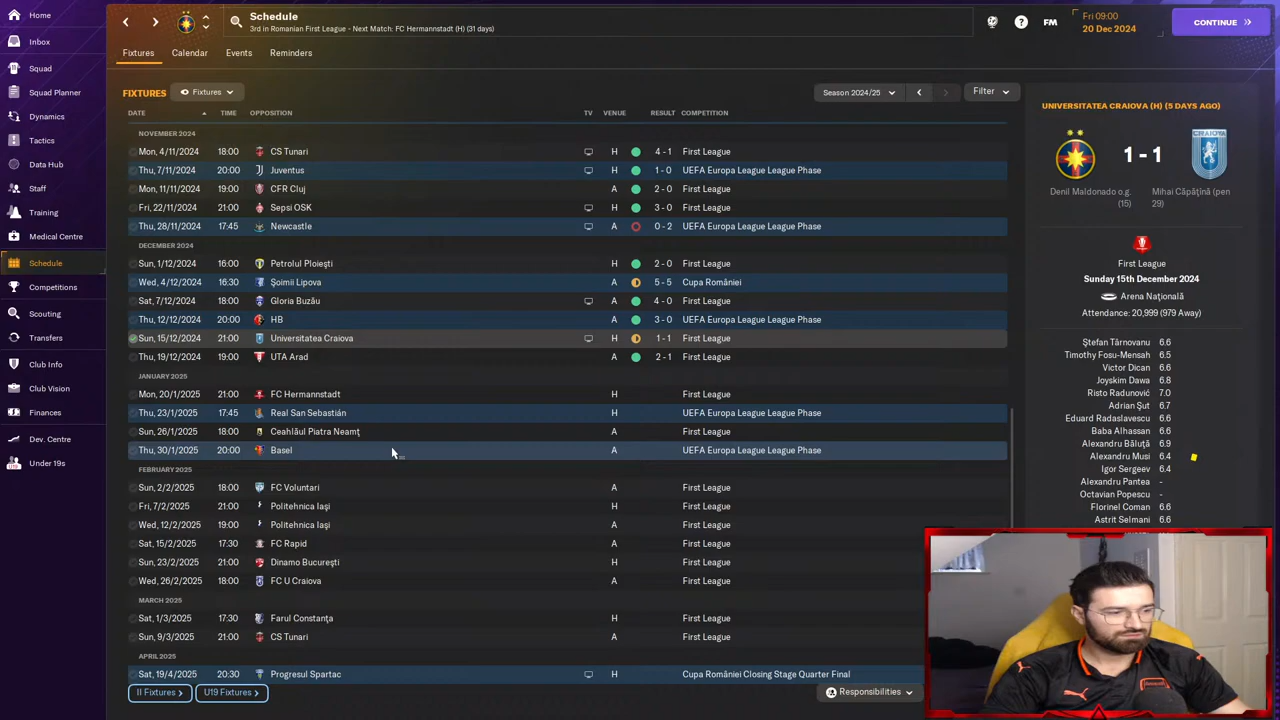 Home
Inbox
Squad
Squad Planner
Dynamics
Tactics
Data Hub
Staff
Training
Medical Centre
Schedule
Competitions
Scouting
Transfers
Club Info
Club Vision
Finances
Dev. Centre
Under 19s
Schedule
3rd in Romanian First League - Next Match: FC Hermannstadt (H) (31 days)
FM
Fri 09:00
20 Dec 2024
CONTINUE
Fixtures Calendar Events Reminders
FIXTURES Fixtures Season 2024/25 Filter
DATE TIME OPPOSITION TV VENUE RESULT COMPETITION
NOVEMBER 2024
Mon, 4/11/2024 18:00 CS Tunari H 4-1 First League
Thu, 7/11/2024 20:00 Juventus H 1-0 UEFA Europa League League Phase
Mon, 11/11/2024 19:00 CFR Cluj A 2-0 First League
Fri, 22/11/2024 21:00 Sepsi OSK H 3-0 First League
Thu, 28/11/2024 17:45 Newcastle A 0-2 UEFA Europa League League Phase
DECEMBER 2024
Sun, 1/12/2024 16:00 Petrolul Ploieşti H 2-0 First League
Wed, 4/12/2024 16:30 Şoimii Lipova A 5-5 Cupa României
Sat, 7/12/2024 18:00 Gloria Buzău A 4-0 First League
Thu, 12/12/2024 20:00 HB A 3-0 UEFA Europa League League Phase
Sun, 15/12/2024 21:00 Universitatea Craiova H 1-1 First League
Thu, 19/12/2024 19:00 UTA Arad A 2-1 First League
JANUARY 2025
Mon, 20/1/2025 21:00 FC Hermannstadt H First League
Thu, 23/1/2025 17:45 Real San Sebastián H UEFA Europa League League Phase
Sun, 26/1/2025 18:00 Ceahlăul Piatra Neamţ A First League
Thu, 30/1/2025 20:00 Basel A UEFA Europa League League Phase
FEBRUARY 2025
Sun, 2/2/2025 18:00 FC Voluntari A First League
Fri, 7/2/2025 21:00 Politehnica Iaşi H First League
Wed, 12/2/2025 19:00 Politehnica Iaşi A First League
Sat, 15/2/2025 17:30 FC Rapid A First League
Sun, 23/2/2025 21:00 Dinamo Bucureşti H First League
Wed, 26/2/2025 18:00 FC U Craiova A First League
MARCH 2025
Sat, 1/3/2025 17:30 Farul Constanţa H First League
Sun, 9/3/2025 21:00 CS Tunari A First League
APRIL 2025
Sat, 19/4/2025 20:30 Progresul Spartac H Cupa României Closing Stage Quarter Final
II Fixtures U19 Fixtures Responsibilities
UNIVERSITATEA CRAIOVA (H) (5 DAYS AGO)
CRAIOVA
1 - 1
Denil Maldonado o.g. (15)
Mihai Căpăţînă (pen 29)
First League
Sunday 15th December 2024
Arena Naţională
Attendance: 20,999 (979 Away)
Ştefan Târnovanu 6.6
Timothy Fosu-Mensah 6.5
Victor Dican 6.6
Joyskim Dawa 6.8
Risto Radunović 7.0
Adrian Şut 6.7
Eduard Radaslavescu 6.6
Baba Alhassan 6.6
Alexandru Băluţă 6.9
Alexandru Musi 6.4
Igor Sergeev 6.4
Alexandru Pantea -
Octavian Popescu -
Florinel Coman 6.6
Astrit Selmani 6.6